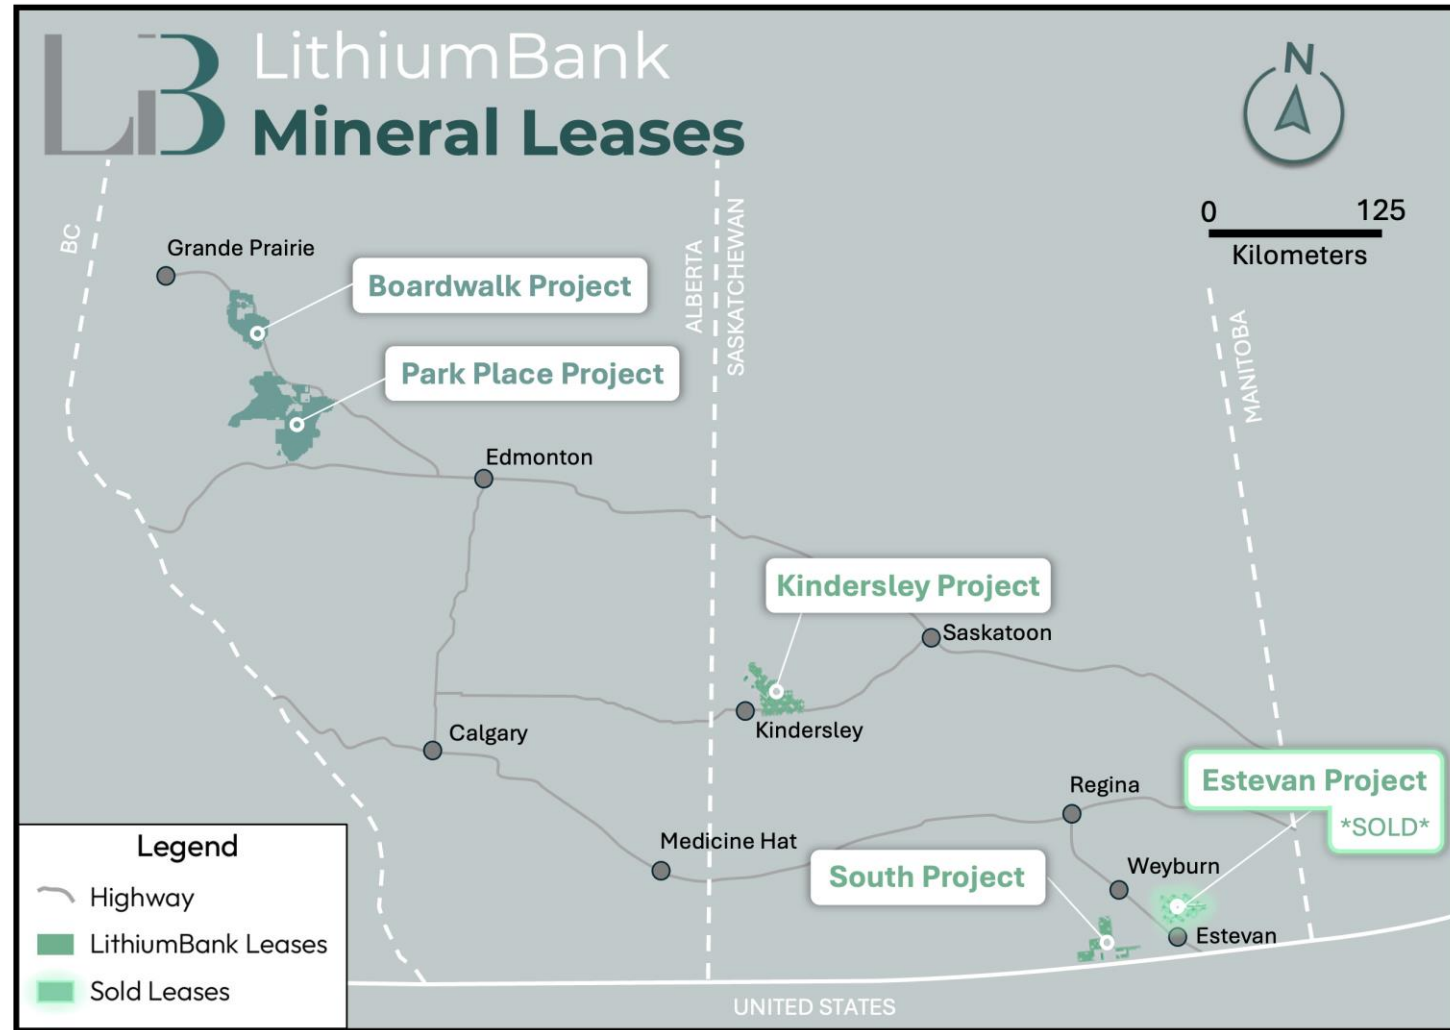 LiB
LithiumBank
Mineral Leases
N
0 125
Kilometers
BC
ALBERTA
SASKATCHEWAN
MANITOBA
Grande Prairie
Boardwalk Project
Park Place Project
Edmonton
Kindersley Project
Saskatoon
Kindersley
Calgary
Regina
Estevan Project
*SOLD*
Medicine Hat
South Project
Weyburn
Estevan
Legend
Highway
LithiumBank Leases
Sold Leases
UNITED STATES